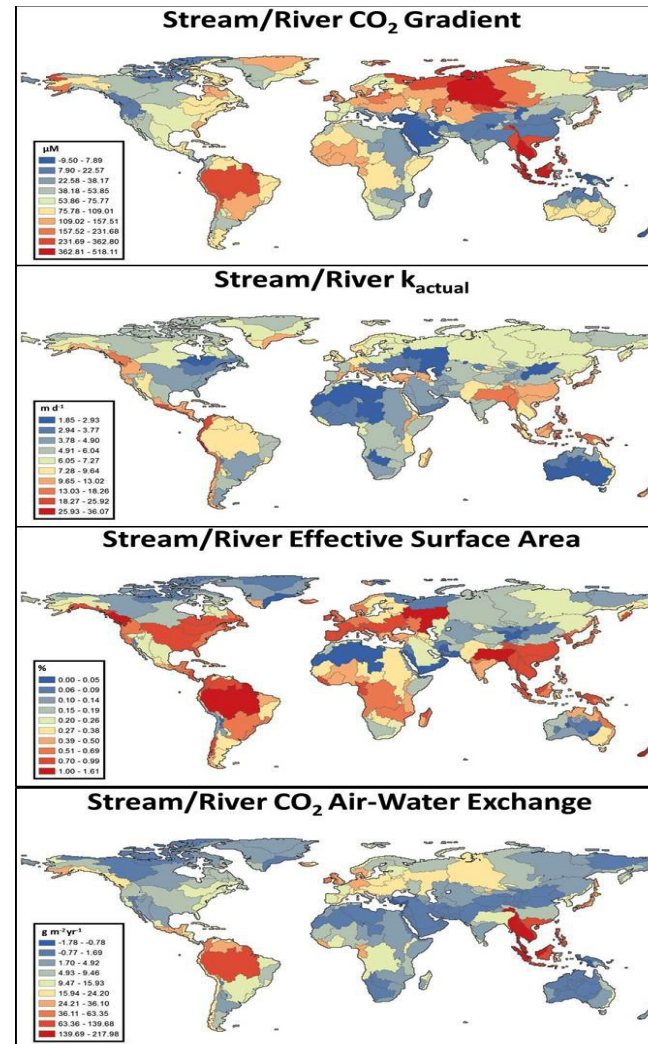 Stream/River CO₂ Gradient
μM
-9.50 - 7.89
7.90 - 22.57
22.58 - 38.17
38.18 - 53.85
53.86 - 75.77
75.78 - 109.01
109.02 - 157.51
157.52 - 231.68
231.69 - 362.80
362.81 - 518.11
Stream/River kactual
m d⁻¹
1.85 - 2.93
2.94 - 3.77
3.78 - 4.90
4.91 - 6.04
6.05 - 7.27
7.28 - 9.64
9.65 - 13.02
13.03 - 18.26
18.27 - 25.92
25.93 - 36.07
Stream/River Effective Surface Area
%
0.00 - 0.05
0.06 - 0.09
0.10 - 0.14
0.15 - 0.19
0.20 - 0.26
0.27 - 0.38
0.39 - 0.50
0.51 - 0.69
0.70 - 0.99
1.00 - 1.61
Stream/River CO₂ Air-Water Exchange
g m⁻²yr⁻¹
-1.78 - -0.78
-0.77 - 1.69
1.70 - 4.92
4.93 - 9.46
9.47 - 15.93
15.94 - 24.20
24.21 - 36.10
36.11 - 63.35
63.36 - 139.68
139.69 - 217.98